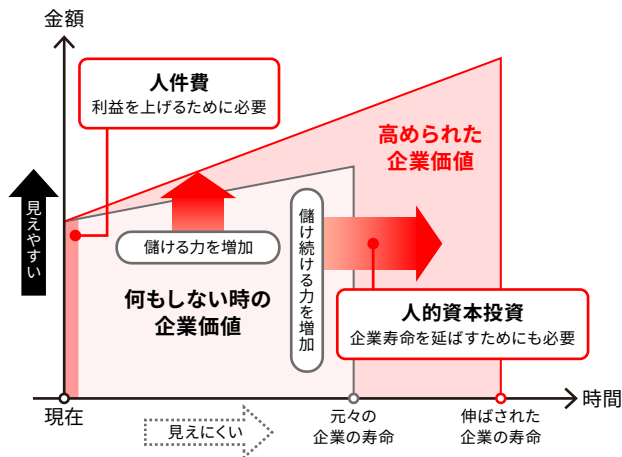 金額
人件費
利益を上げるために必要
高められた
企業価値
見えやすい
儲ける力を増加
儲け続ける力を増加
何もしない時の
企業価値
人的資本投資
企業寿命を延ばすためにも必要
時間
現在
見えにくい
元々の
企業の寿命
伸ばされた
企業の寿命